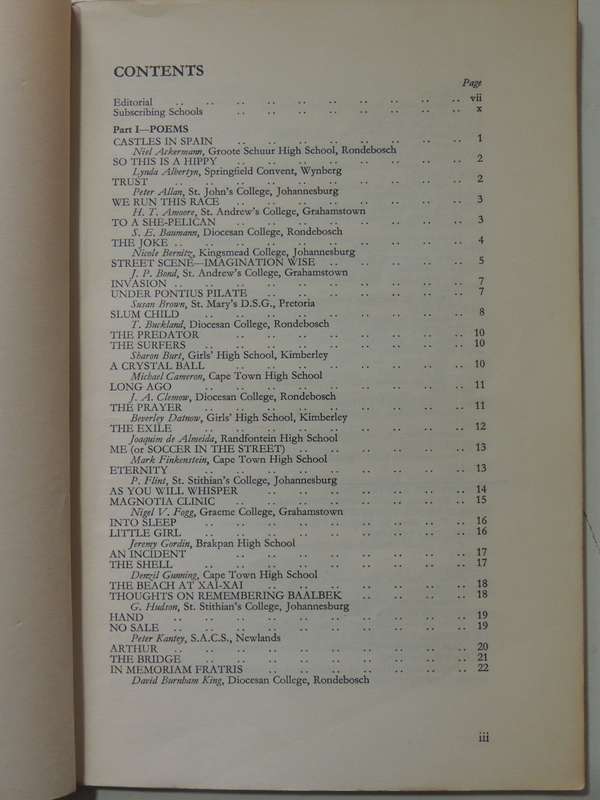 CONTENTS
Page
Editorial .. .. .. .. .. .. .. .. .. .. vii
Subscribing Schools .. .. .. .. .. .. .. .. x
Part I—POEMS
CASTLES IN SPAIN .. .. .. .. .. .. .. .. 1
Niel Ackermann, Groote Schuur High School, Rondebosch
SO THIS IS A HIPPY .. .. .. .. .. .. .. .. 2
Lynda Albertyn, Springfield Convent, Wynberg
TRUST .. .. .. .. .. .. .. .. .. .. 2
Peter Allan, St. John's College, Johannesburg
WE RUN THIS RACE .. .. .. .. .. .. .. .. 3
H. T. Amoore, St. Andrew's College, Grahamstown
TO A SHE-PELICAN .. .. .. .. .. .. .. .. 3
S. E. Baumann, Diocesan College, Rondebosch
THE JOKE .. .. .. .. .. .. .. .. .. .. 4
Nicole Bernitz, Kingsmead College, Johannesburg
STREET SCENE—IMAGINATION WISE .. .. .. .. .. 5
J. P. Bond, St. Andrew's College, Grahamstown
INVASION .. .. .. .. .. .. .. .. .. .. 7
UNDER PONTIUS PILATE .. .. .. .. .. .. .. .. 7
Susan Brown, St. Mary's D.S.G., Pretoria
SLUM CHILD .. .. .. .. .. .. .. .. .. 8
T. Buckland, Diocesan College, Rondebosch
THE PREDATOR .. .. .. .. .. .. .. .. .. 10
THE SURFERS .. .. .. .. .. .. .. .. .. 10
Sharon Burt, Girls' High School, Kimberley
A CRYSTAL BALL .. .. .. .. .. .. .. .. .. 10
Michael Cameron, Cape Town High School
LONG AGO .. .. .. .. .. .. .. .. .. 11
J. A. Clemow, Diocesan College, Rondebosch
THE PRAYER .. .. .. .. .. .. .. .. .. 11
Beverley Datnow, Girls' High School, Kimberley
THE EXILE .. .. .. .. .. .. .. .. .. 12
Joaquim de Almeida, Randfontein High School
ME (or SOCCER IN THE STREET) .. .. .. .. .. .. 13
Mark Finkenstein, Cape Town High School
ETERNITY .. .. .. .. .. .. .. .. .. 13
P. Flint, St. Stithian's College, Johannesburg
AS YOU WILL WHISPER .. .. .. .. .. .. .. .. 14
MAGNOTIA CLINIC .. .. .. .. .. .. .. .. 15
Nigel V. Fogg, Graeme College, Grahamstown
INTO SLEEP .. .. .. .. .. .. .. .. .. 16
LITTLE GIRL .. .. .. .. .. .. .. .. .. 16
Jeremy Gordin, Brakpan High School
AN INCIDENT .. .. .. .. .. .. .. .. 17
THE SHELL .. .. .. .. .. .. .. .. .. 17
Denzil Gunning, Cape Town High School
THE BEACH AT XAI-XAI .. .. .. .. .. .. .. .. 18
THOUGHTS ON REMEMBERING BAALBEK .. .. .. .. .. 18
G. Hudson, St. Stithian's College, Johannesburg
HAND .. .. .. .. .. .. .. .. .. .. 19
NO SALE .. .. .. .. .. .. .. .. .. .. 19
Peter Kantey, S.A.C.S., Newlands
ARTHUR .. .. .. .. .. .. .. .. .. .. 20
THE BRIDGE .. .. .. .. .. .. .. .. .. 21
IN MEMORIAM FRATRIS .. .. .. .. .. .. .. .. 22
David Burnham King, Diocesan College, Rondebosch
iii